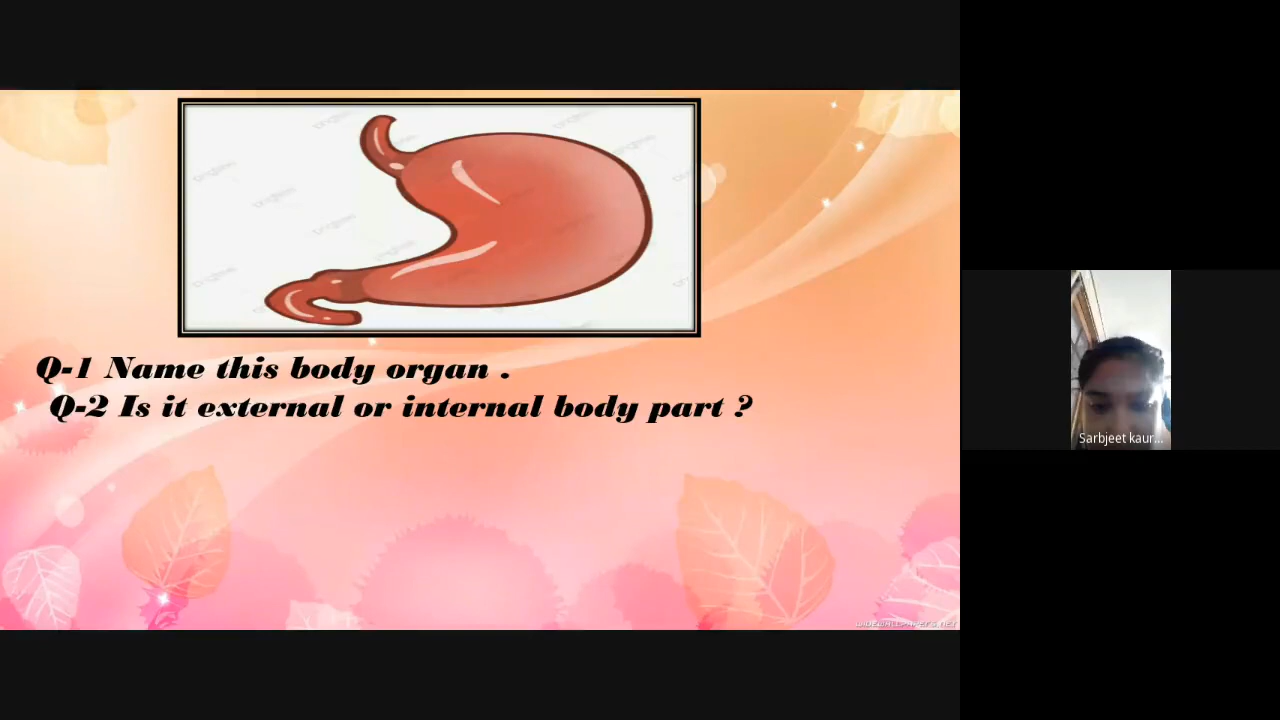 Q-1 Name this body organ .
Q-2 Is it external or internal body part ?
Sarbjeet kaur...